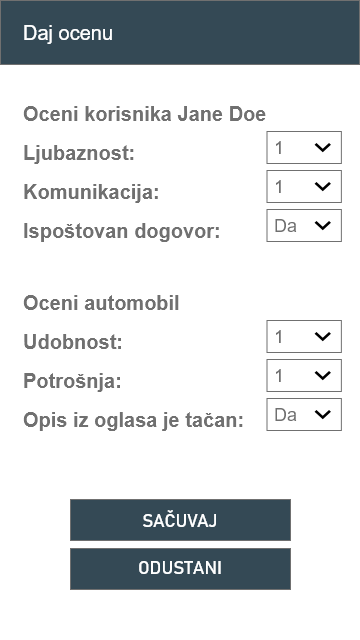 Daj ocenu
Oceni korisnika Jane Doe
Ljubaznost: 1
Komunikacija: 1
Ispoštovan dogovor: Da
Oceni automobil
Udobnost: 1
Potrošnja: 1
Opis iz oglasa je tačan: Da
SAČUVAJ
ODUSTANI